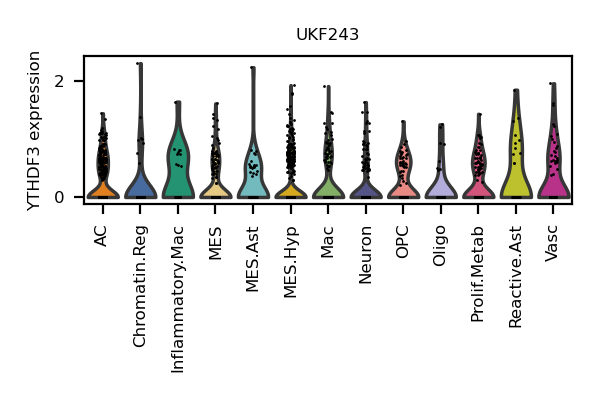 UKF243
YTHDF3 expression
2
0
AC
Chromatin.Reg
Inflammatory.Mac
MES
MES.Ast
MES.Hyp
Mac
Neuron
OPC
Oligo
Prolif.Metab
Reactive.Ast
Vasc